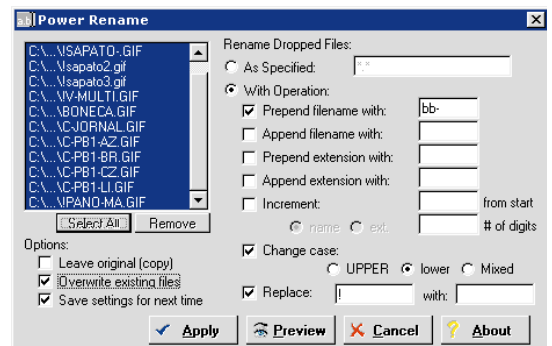 Power Rename
C:\...\!SAPATO-.GIF
C:\...\!sapato2.gif
C:\...\!sapato3.gif
C:\...\IV-MULTI.GIF
C:\...\BONECA.GIF
C:\...\C-JORNAL.GIF
C:\...\C-PB1-AZ.GIF
C:\...\C-PB1-BR.GIF
C:\...\C-PB1-CZ.GIF
C:\...\C-PB1-LI.GIF
C:\...\!PANO-MA.GIF
Select All Remove
Options:
Leave original (copy)
Overwrite existing files
Save settings for next time
Rename Dropped Files:
As Specified: *.*
With Operation:
Prepend filename with: bb-
Append filename with:
Prepend extension with:
Append extension with:
Increment: from start
name ext. # of digits
Change case:
UPPER lower Mixed
Replace: ! with:
Apply Preview Cancel About